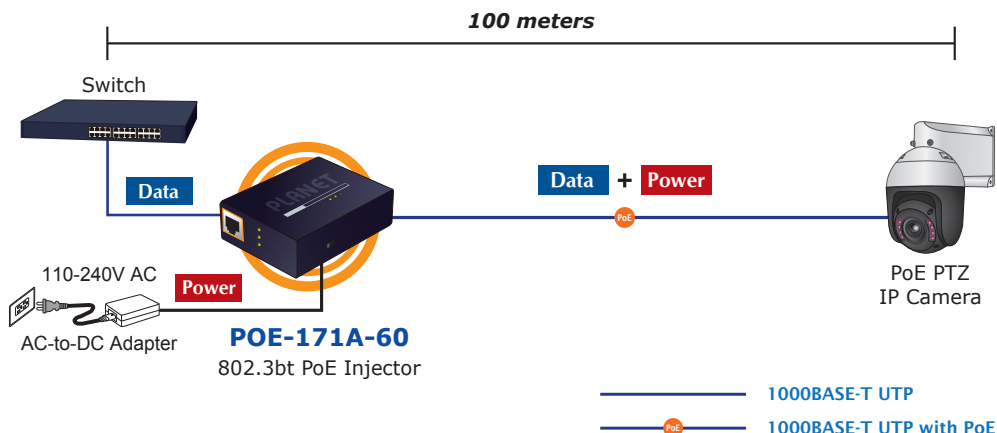 100 meters
Switch
Data
PLANET
Data + Power
PoE
110-240V AC
Power
AC-to-DC Adapter
POE-171A-60
802.3bt PoE Injector
PoE PTZ
IP Camera
1000BASE-T UTP
PoE
1000BASE-T UTP with PoE